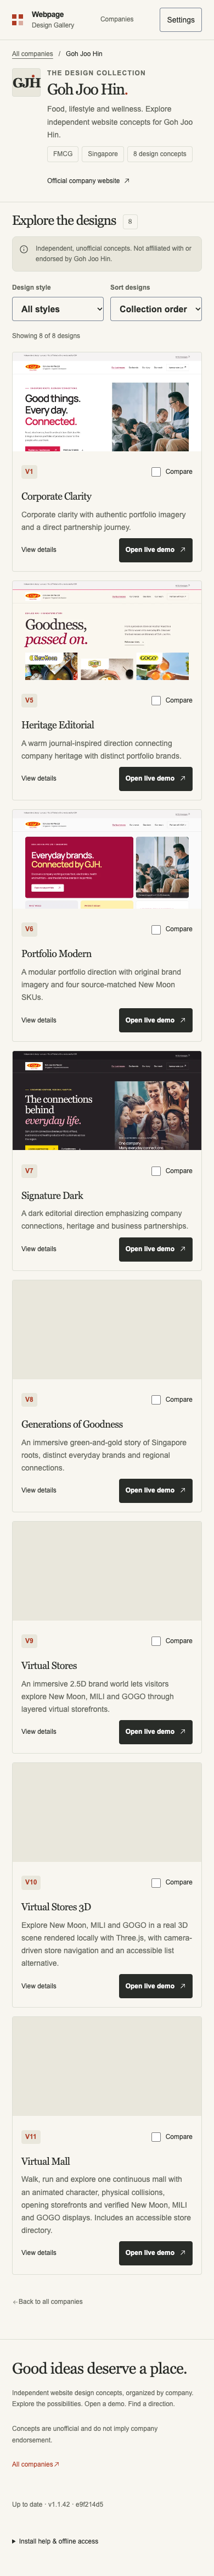 Webpage
Design Gallery
Companies
Settings
All companies / Goh Joo Hin
GJH
THE DESIGN COLLECTION
Goh Joo Hin.
Food, lifestyle and wellness. Explore
independent website concepts for Goh Joo
Hin.
FMCG
Singapore
8 design concepts
Official company website ↗
Explore the designs 8
Independent, unofficial concepts. Not affiliated with or
endorsed by Goh Joo Hin.
Design style
Sort designs
All styles
Collection order
Showing 8 of 8 designs
Good things.
Every day.
Connected.
V1
Compare
Corporate Clarity
Corporate clarity with authentic portfolio imagery
and a direct partnership journey.
View details
Open live demo ↗
Goodness,
passed on.
New Moon
GOGO
V5
Compare
Heritage Editorial
A warm journal-inspired direction connecting
company heritage with distinct portfolio brands.
View details
Open live demo ↗
Everyday brands.
Connected by GJH.
V6
Compare
Portfolio Modern
A modular portfolio direction with original brand
imagery and four source-matched New Moon
SKUs.
View details
Open live demo ↗
The connections
behind
everyday life.
One company.
Many everyday connections.
V7
Compare
Signature Dark
A dark editorial direction emphasizing company
connections, heritage and business partnerships.
View details
Open live demo ↗
V8
Compare
Generations of Goodness
An immersive green-and-gold story of Singapore
roots, distinct everyday brands and regional
connections.
View details
Open live demo ↗
V9
Compare
Virtual Stores
An immersive 2.5D brand world lets visitors
explore New Moon, MILI and GOGO through
layered virtual storefronts.
View details
Open live demo ↗
V10
Compare
Virtual Stores 3D
Explore New Moon, MILI and GOGO in a real 3D
scene rendered locally with Three.js, with camera-
driven store navigation and an accessible list
alternative.
View details
Open live demo ↗
V11
Compare
Virtual Mall
Walk, run and explore one continuous mall with
an animated character, physical collisions,
opening storefronts and verified New Moon, MILI
and GOGO displays. Includes an accessible store
directory.
View details
Open live demo ↗
←Back to all companies
Good ideas deserve a place.
Independent website design concepts, organized by company.
Explore the possibilities. Open a demo. Find a direction.
Concepts are unofficial and do not imply company
endorsement.
All companies↗
Up to date · v1.1.42 · e9f214d5
Install help & offline access